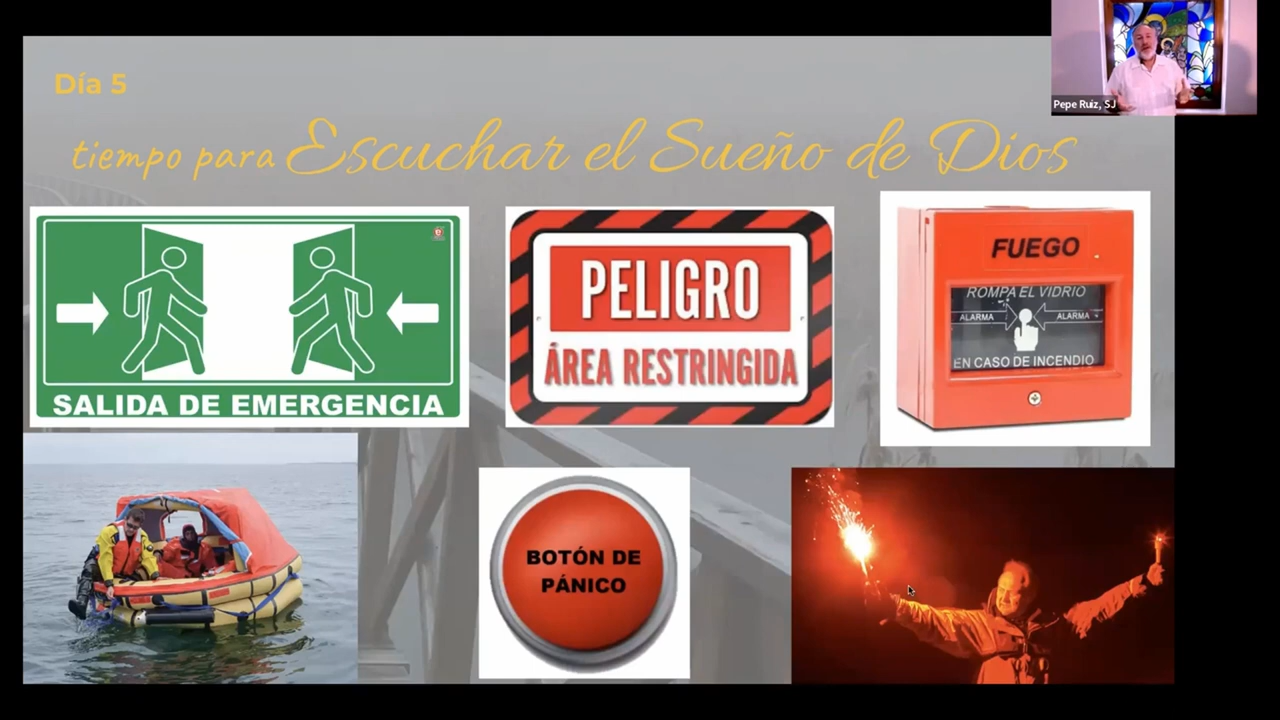 Día 5
tiempo para Escuchar el Sueño de Dios
Pepe Ruiz, SJ
SALIDA DE EMERGENCIA
PELIGRO
ÁREA RESTRINGIDA
FUEGO
ROMPA EL VIDRIO
ALARMA ALARMA
EN CASO DE INCENDIO
BOTÓN DE
PÁNICO